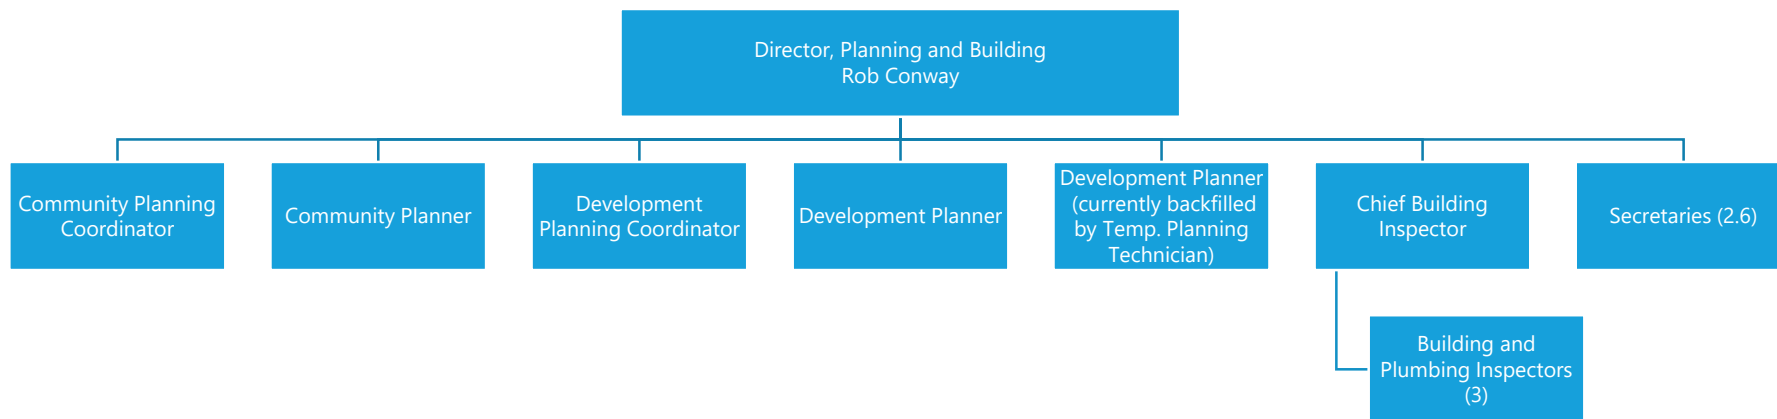 Director, Planning and Building
Rob Conway
Community Planning
Coordinator
Community Planner
Development
Planning Coordinator
Development Planner
Development Planner
(currently backfilled
by Temp. Planning
Technician)
Chief Building
Inspector
Secretaries (2.6)
Building and
Plumbing Inspectors
(3)